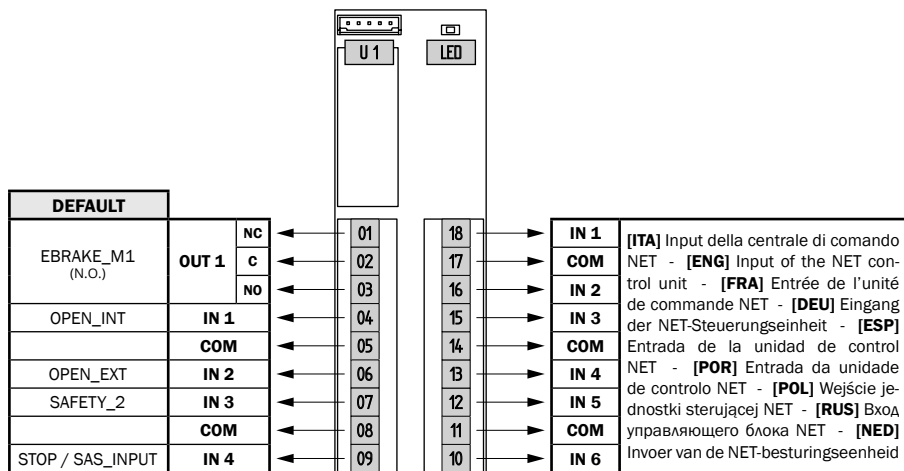 U 1 LED
DEFAULT
EBRAKE_M1
(N.O.)
OUT 1
NC 01
C 02
NO 03
OPEN_INT IN 1 04
COM 05
OPEN_EXT IN 2 06
SAFETY_2 IN 3 07
COM 08
STOP / SAS_INPUT IN 4 09
18 IN 1
17 COM
16 IN 2
15 IN 3
14 COM
13 IN 4
12 IN 5
11 COM
10 IN 6
[ITA] Input della centrale di comando
NET - [ENG] Input of the NET con-
trol unit - [FRA] Entrée de l'unité
de commande NET - [DEU] Eingang
der NET-Steuerungseinheit - [ESP]
Entrada de la unidad de control
NET - [POR] Entrada da unidade
de controlo NET - [POL] Wejście je-
dnostki sterującej NET - [RUS] Вход
управляющего блока NET - [NED]
Invoer van de NET-besturingseenheid